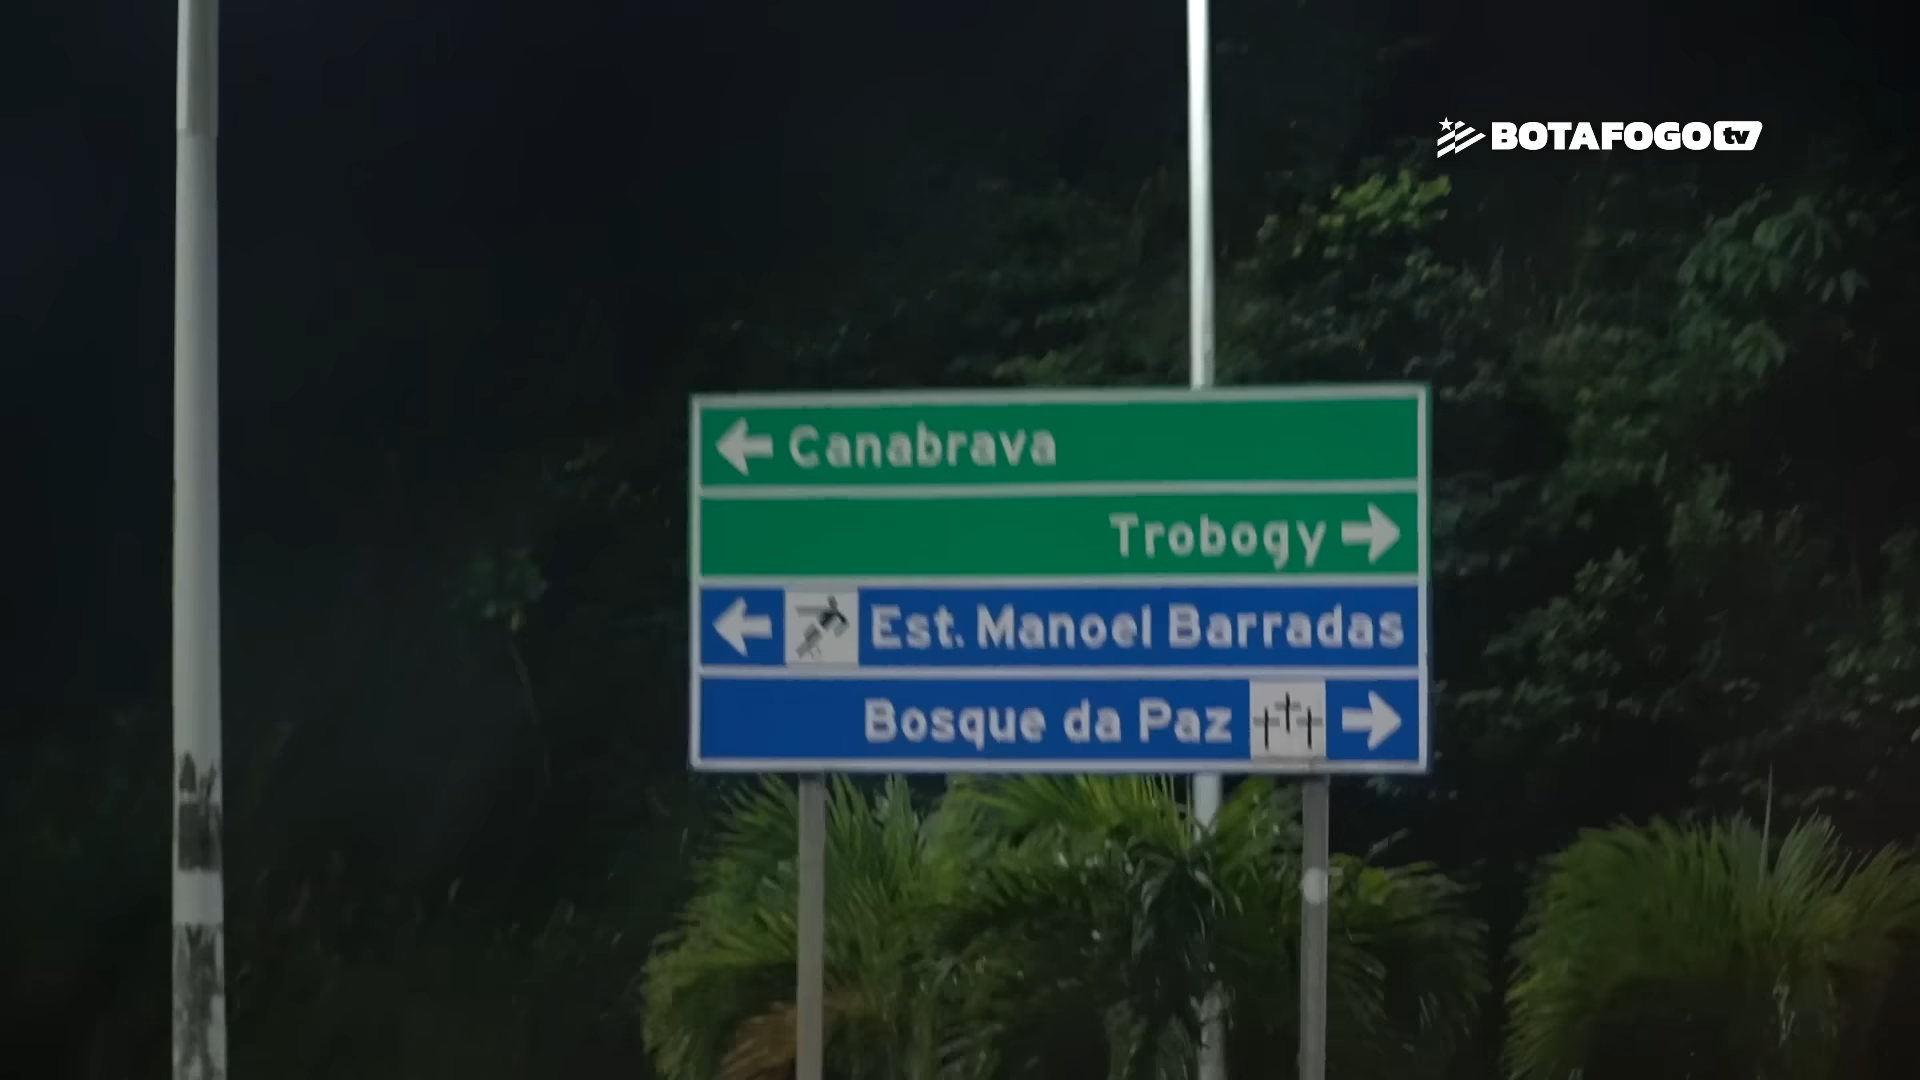 BOTAFOGO tv
Canabrava
Trobogy
Est. Manoel Barradas
Bosque da Paz